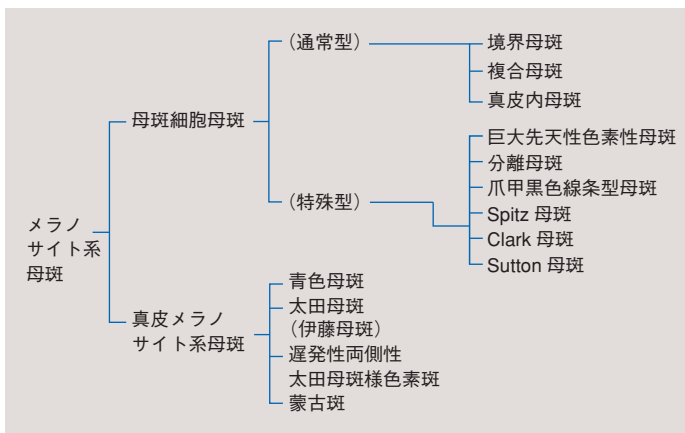 メラノ
サイト系
母斑
母斑細胞母斑
（通常型）
境界母斑
複合母斑
真皮内母斑
（特殊型）
巨大先天性色素性母斑
分離母斑
爪甲黒色線条型母斑
Spitz 母斑
Clark 母斑
Sutton 母斑
真皮メラノ
サイト系母斑
青色母斑
太田母斑
（伊藤母斑）
遅発性両側性
太田母斑様色素斑
蒙古斑